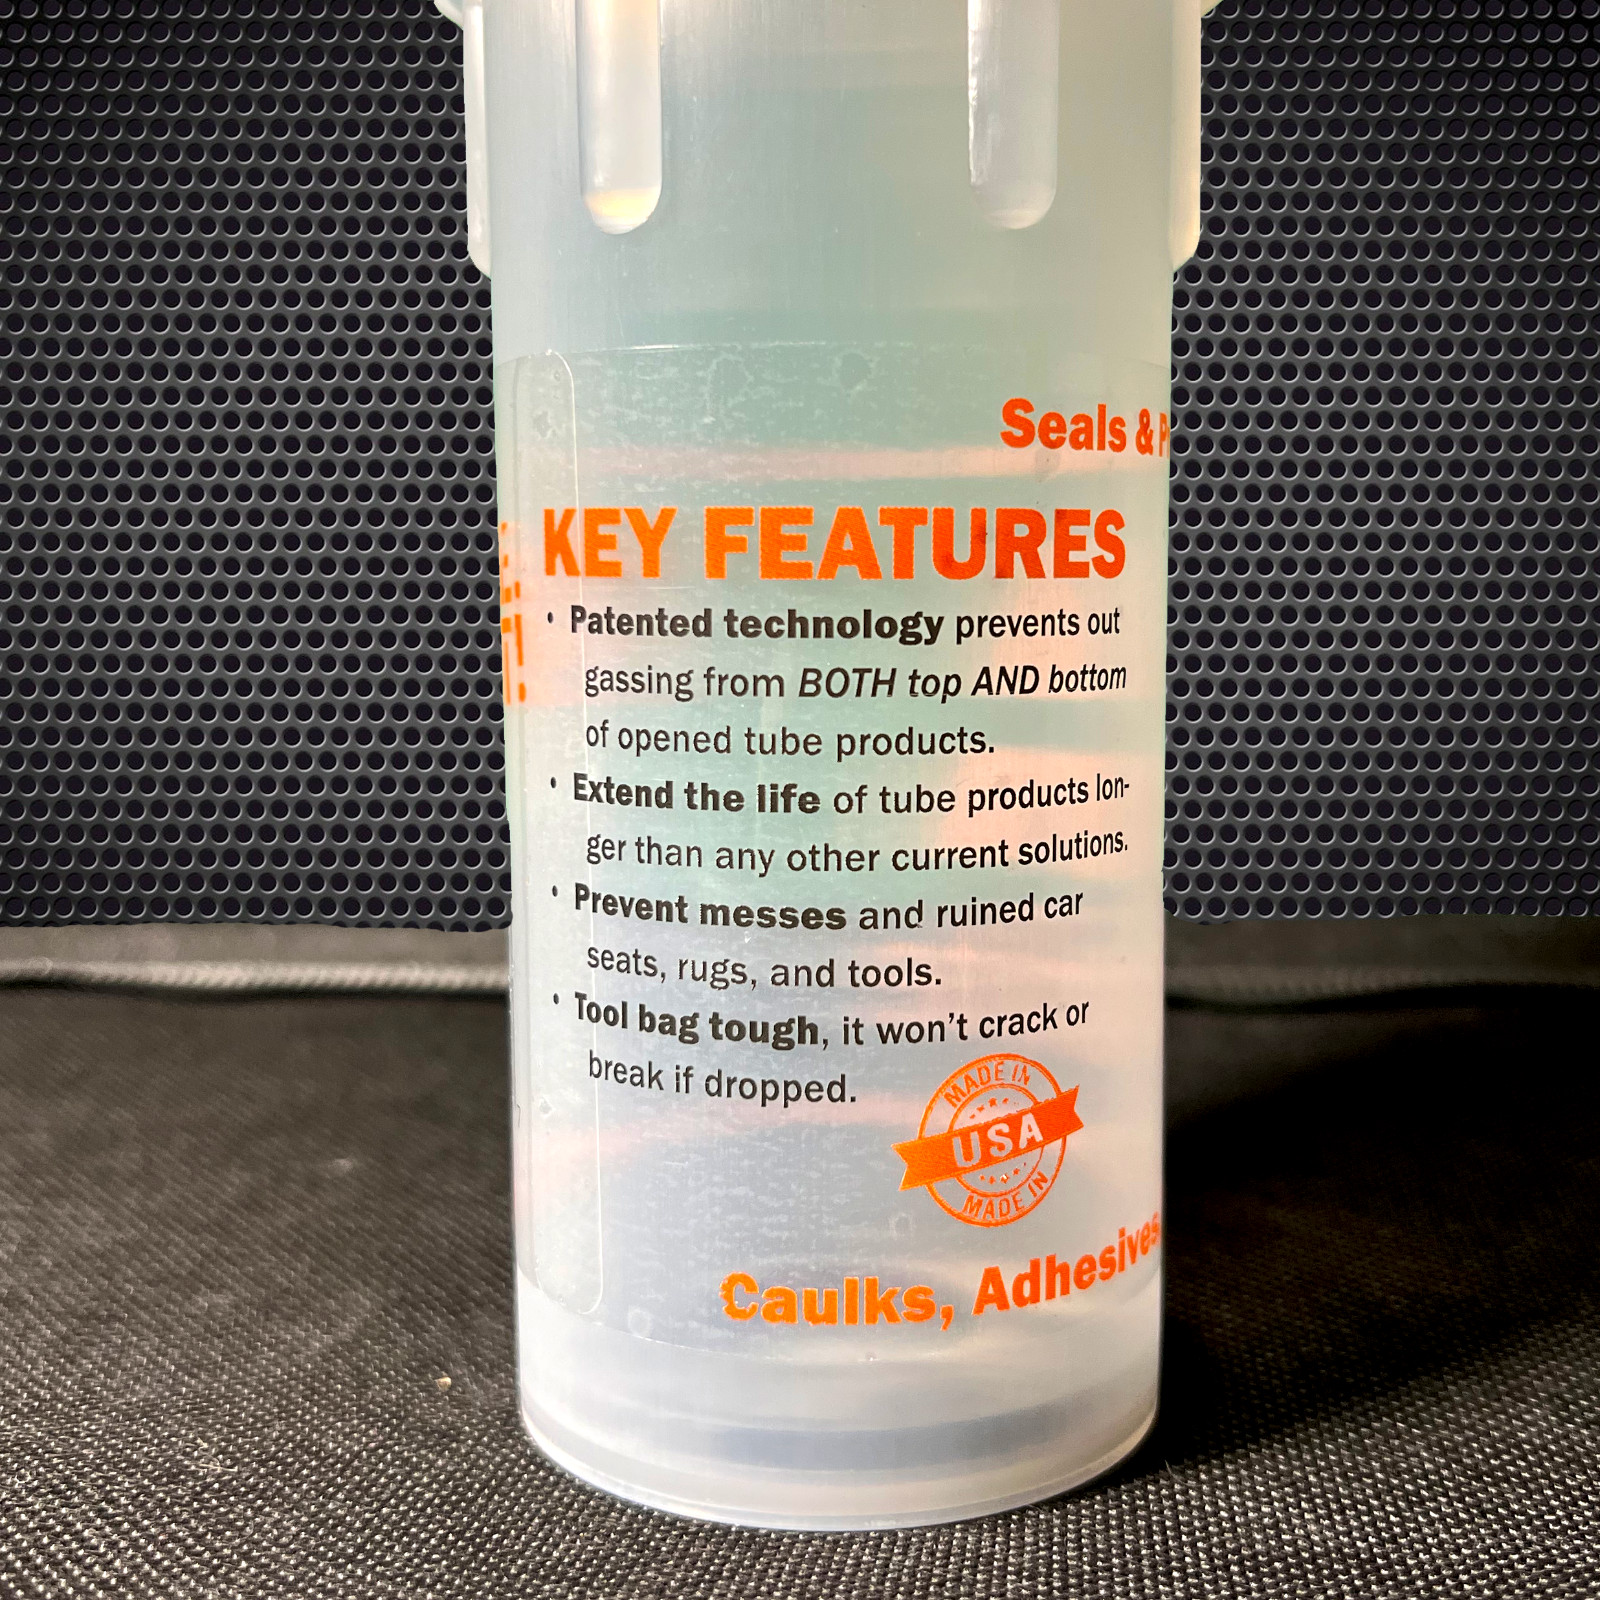 Seals &
KEY FEATURES
• Patented technology prevents out
gassing from BOTH top AND bottom
of opened tube products.
• Extend the life of tube products lon-
ger than any other current solutions.
• Prevent messes and ruined car
seats, rugs, and tools.
• Tool bag tough, it won't crack or
break if dropped.
MADE IN
USA
MADE IN
Caulks, Adhesives